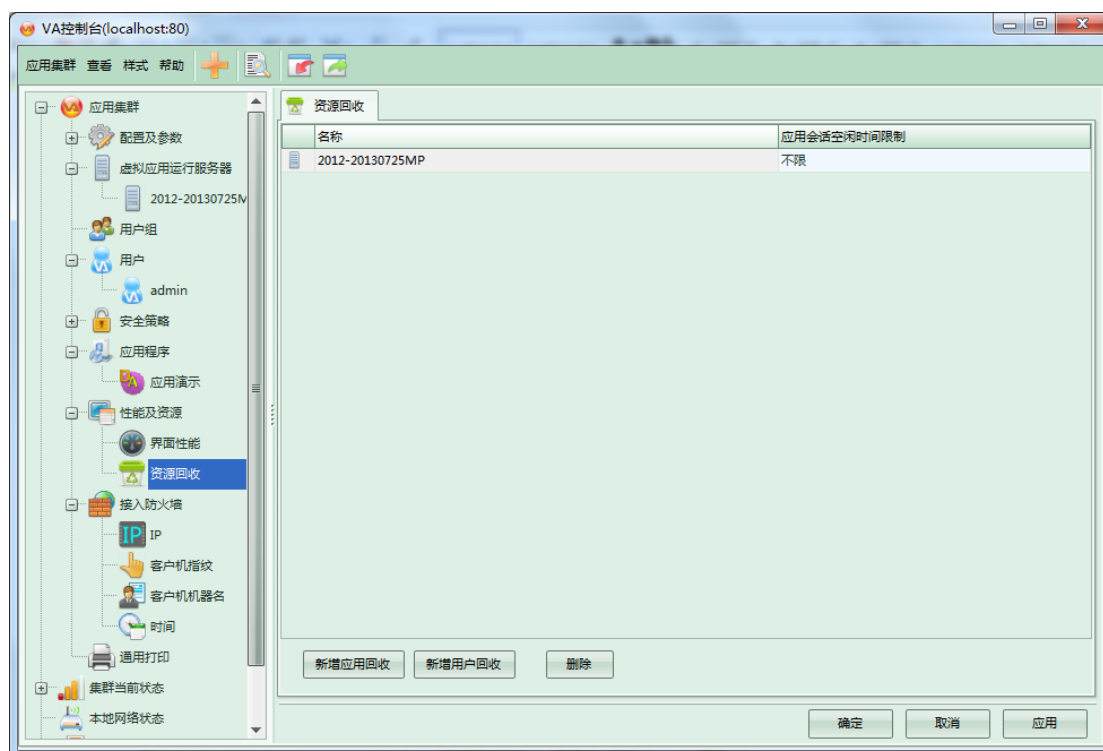 VA控制台(localhost:80)
应用集群 查看 样式 帮助
应用集群
配置及参数
虚拟应用运行服务器
2012-20130725M
用户组
用户
admin
安全策略
应用程序
应用演示
性能及资源
界面性能
资源回收
接入防火墙
IP IP
客户机指纹
客户机机器名
时间
通用打印
集群当前状态
本地网络状态
资源回收
名称 应用会话空闲时间限制
2012-20130725MP 不限
新增应用回收 新增用户回收 删除
确定 取消 应用